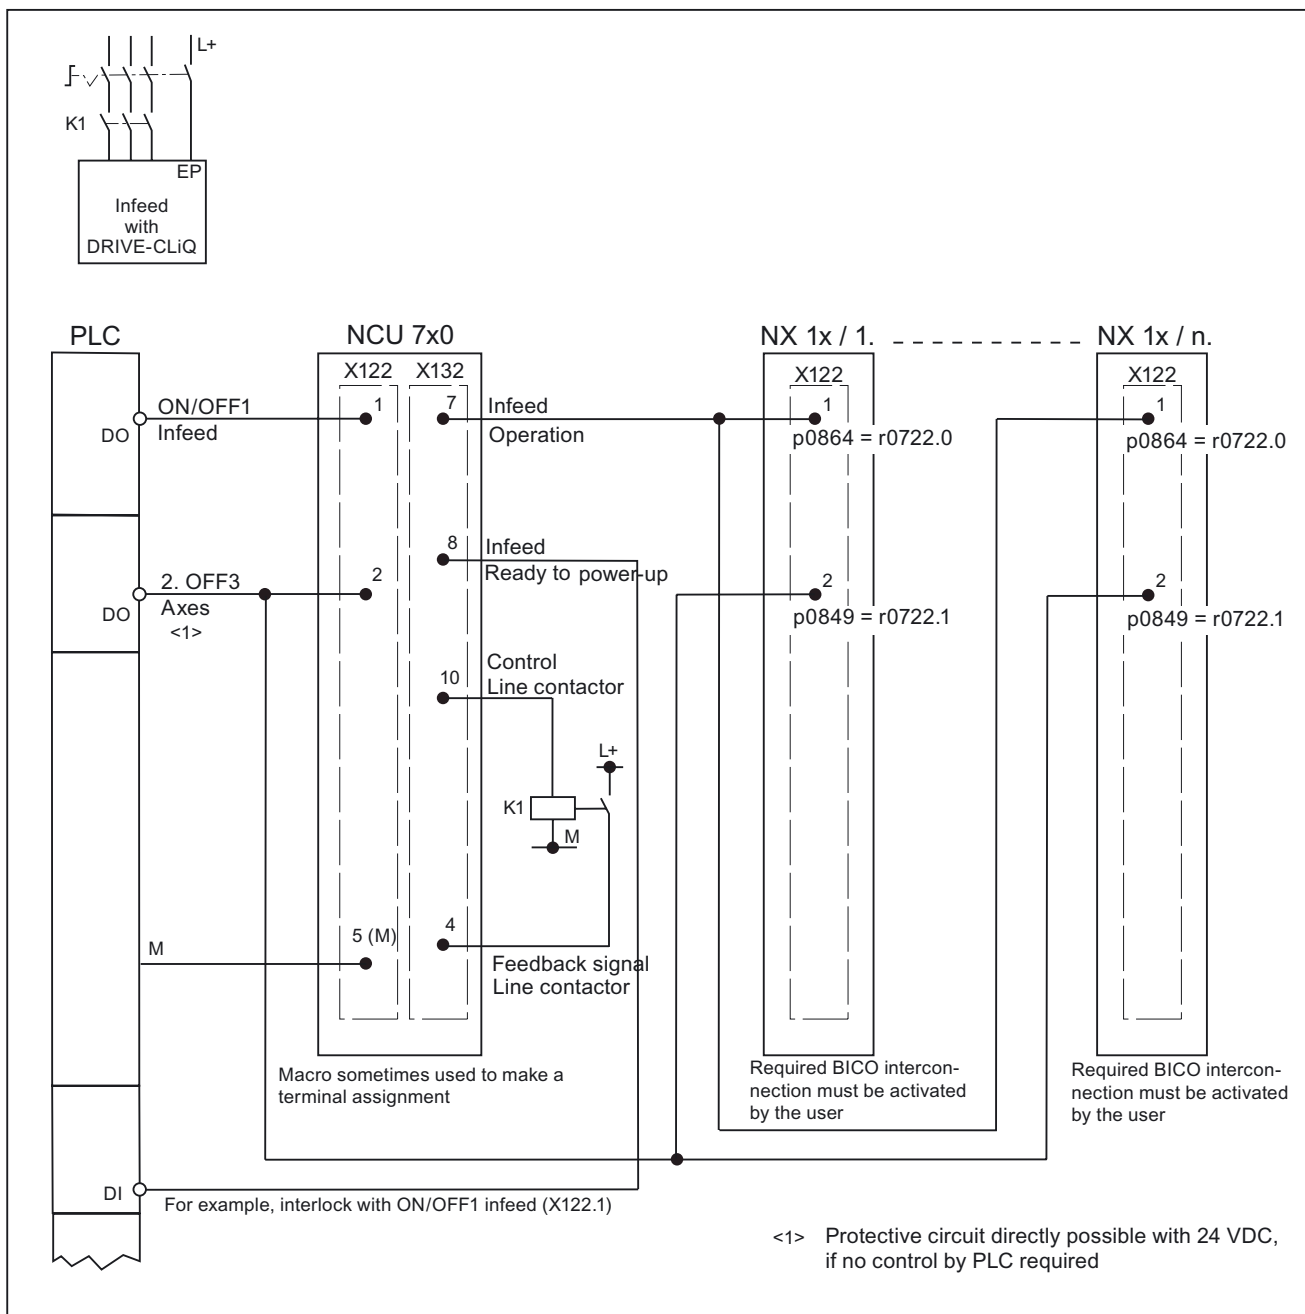 L+
K1
EP
Infeed
with
DRIVE-CLiQ
PLC
NCU 7x0
NX 1x / 1.
NX 1x / n.
X122
X132
X122
X122
DO
ON/OFF1
Infeed
1
7
Infeed
Operation
1
p0864 = r0722.0
1
p0864 = r0722.0
8
Infeed
Ready to power-up
DO
2. OFF3
Axes
<1>
2
2
p0849 = r0722.1
2
p0849 = r0722.1
10
Control
Line contactor
L+
K1
M
M
5 (M)
4
Feedback signal
Line contactor
Macro sometimes used to make a
terminal assignment
Required BICO intercon-
nection must be activated
by the user
Required BICO intercon-
nection must be activated
by the user
DI
For example, interlock with ON/OFF1 infeed (X122.1)
<1> Protective circuit directly possible with 24 VDC,
if no control by PLC required